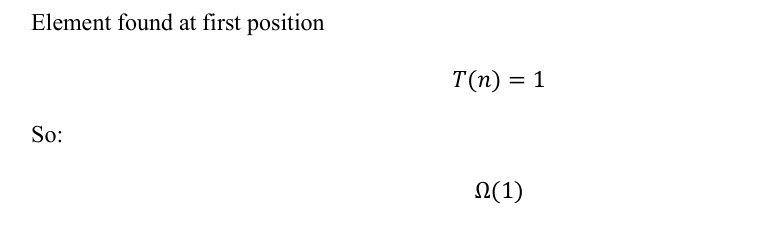 Element found at first position
𝑇(𝑛) = 1
So:
Ω(1)